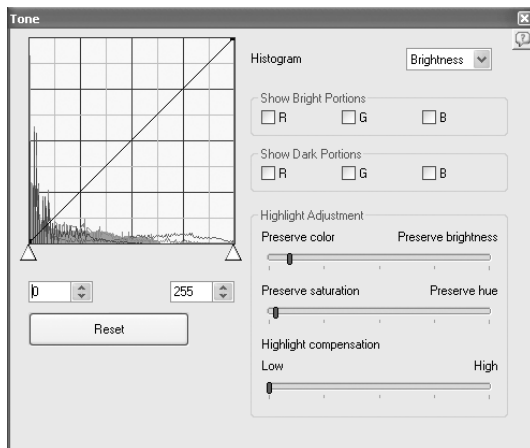 Tone
Histogram Brightness
Show Bright Portions
R G B
Show Dark Portions
R G B
Highlight Adjustment
Preserve color Preserve brightness
0 255
Preserve saturation Preserve hue
Reset
Highlight compensation
Low High